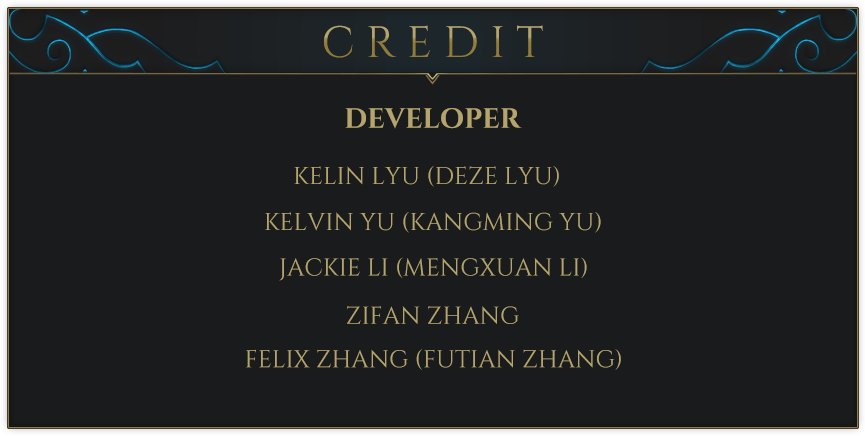 CREDIT
DEVELOPER
KELIN LYU (DEZE LYU)
KELVIN YU (KANGMING YU)
JACKIE LI (MENGXUAN LI)
ZIFAN ZHANG
FELIX ZHANG (FUTIAN ZHANG)